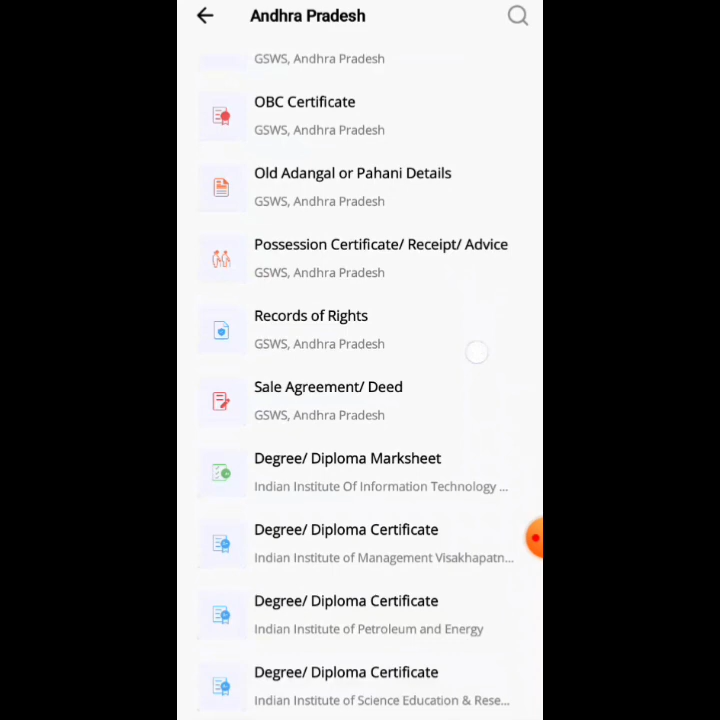 Andhra Pradesh
GSWS, Andhra Pradesh
OBC Certificate
GSWS, Andhra Pradesh
Old Adangal or Pahani Details
GSWS, Andhra Pradesh
Possession Certificate/ Receipt/ Advice
GSWS, Andhra Pradesh
Records of Rights
GSWS, Andhra Pradesh
Sale Agreement/ Deed
GSWS, Andhra Pradesh
Degree/ Diploma Marksheet
Indian Institute Of Information Technology ...
Degree/ Diploma Certificate
Indian Institute of Management Visakhapatn...
Degree/ Diploma Certificate
Indian Institute of Petroleum and Energy
Degree/ Diploma Certificate
Indian Institute of Science Education & Rese...